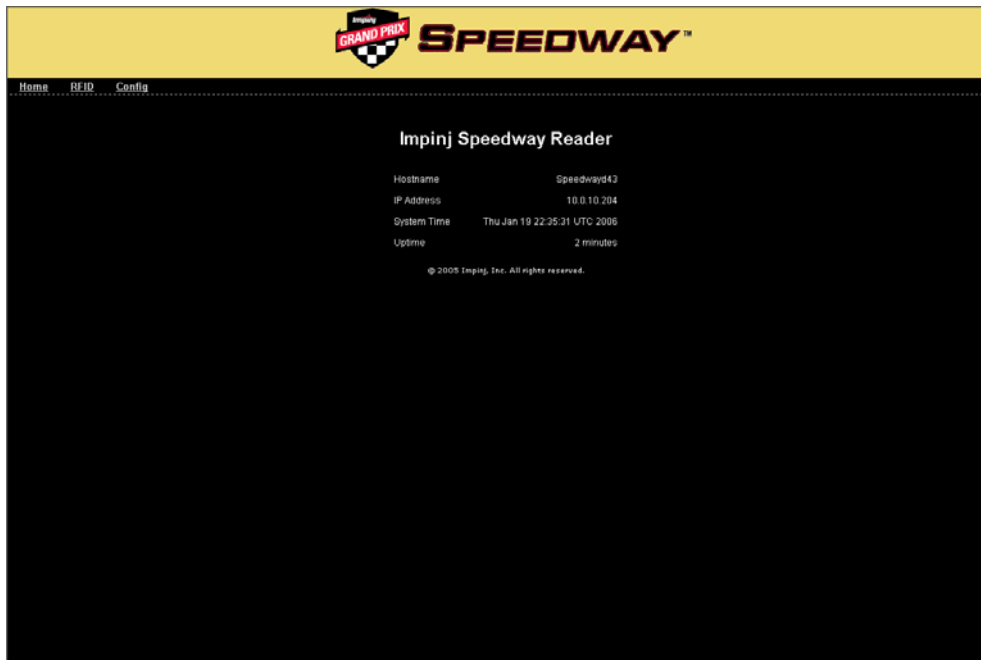 Impinj
GRAND PRIX
SPEEDWAY™
Home RFID Config
Impinj Speedway Reader
Hostname Speedwayd43
IP Address 10.0.10.204
System Time Thu Jan 19 22:35:31 UTC 2006
Uptime 2 minutes
© 2005 Impinj, Inc. All rights reserved.